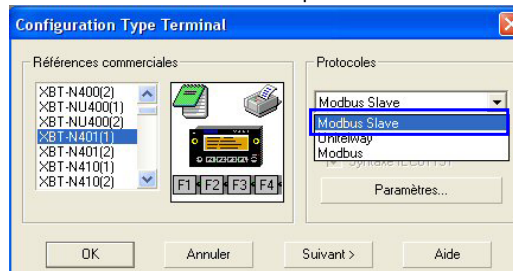 Configuration Type Terminal
Références commerciales
XBT-N400(2)
XBT-NU400(1)
XBT-NU400(2)
XBT-N401(1)
XBT-N401(2)
XBT-N410(1)
XBT-N410(2)
F1 F2 F3 F4
Protocoles
Modbus Slave
Modbus Slave
Unitelway
Modbus
Paramètres...
OK
Annuler
Suivant >
Aide